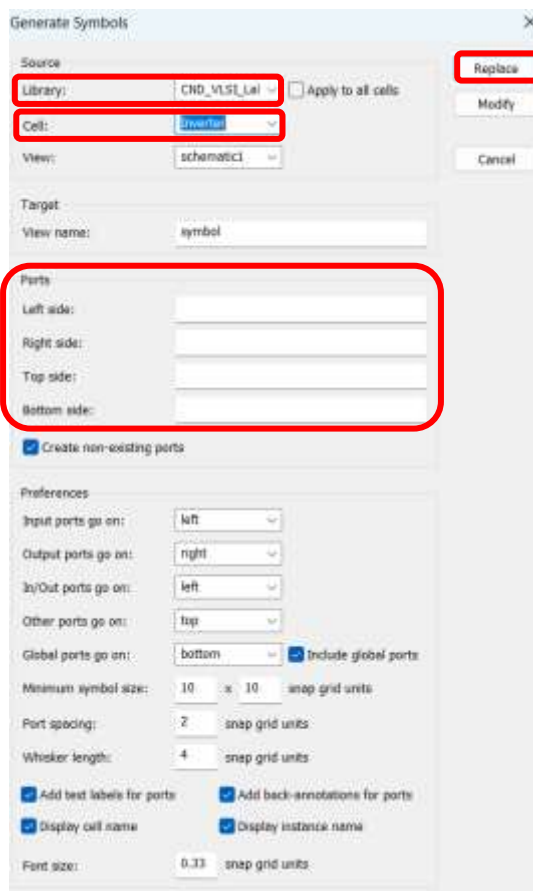 Generate Symbols
Source
Library: CND_VLSI_Lal Apply to all cells
Replace
Cell: Inverter
Modify
View: schematic1
Cancel
Target
View name: symbol
Ports
Left side:
Right side:
Top side:
Bottom side:
Create non-existing ports
Preferences
Input ports go on: left
Output ports go on: right
In/Out ports go on: left
Other ports go on: top
Global ports go on: bottom Include global ports
Minimum symbol size: 10 x 10 snap grid units
Port spacing: 2 snap grid units
Whisker length: 4 snap grid units
Add text labels for ports Add back-annotations for ports
Display cell name Display instance name
Font size: 0.33 snap grid units